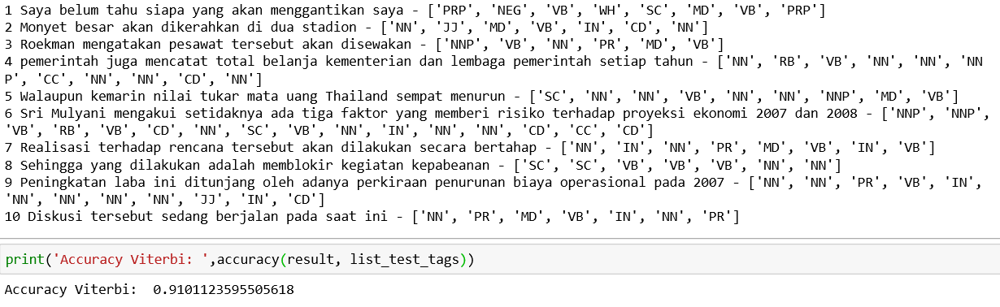 1 Saya belum tahu siapa yang akan menggantikan saya - ['PRP', 'NEG', 'VB', 'WH', 'SC', 'MD', 'VB', 'PRP']
2 Monyet besar akan dikerahkan di dua stadion - ['NN', 'JJ', 'MD', 'VB', 'IN', 'CD', 'NN']
3 Roekman mengatakan pesawat tersebut akan disewakan - ['NNP', 'VB', 'NN', 'PR', 'MD', 'VB']
4 pemerintah juga mencatat total belanja kementerian dan lembaga pemerintah setiap tahun - ['NN', 'RB', 'VB', 'NN', 'NN', 'NN
P', 'CC', 'NN', 'NN', 'CD', 'NN']
5 Walaupun kemarin nilai tukar mata uang Thailand sempat menurun - ['SC', 'NN', 'NN', 'VB', 'NN', 'NN', 'NNP', 'MD', 'VB']
6 Sri Mulyani mengakui setidaknya ada tiga faktor yang memberi risiko terhadap proyeksi ekonomi 2007 dan 2008 - ['NNP', 'NNP',
'VB', 'RB', 'VB', 'CD', 'NN', 'SC', 'VB', 'NN', 'IN', 'NN', 'NN', 'CD', 'CC', 'CD']
7 Realisasi terhadap rencana tersebut akan dilakukan secara bertahap - ['NN', 'IN', 'NN', 'PR', 'MD', 'VB', 'IN', 'VB']
8 Sehingga yang dilakukan adalah memblokir kegiatan kepabeanan - ['SC', 'SC', 'VB', 'VB', 'VB', 'NN', 'NN']
9 Peningkatan laba ini ditunjang oleh adanya perkiraan penurunan biaya operasional pada 2007 - ['NN', 'NN', 'PR', 'VB', 'IN',
'NN', 'NN', 'NN', 'NN', 'JJ', 'IN', 'CD']
10 Diskusi tersebut sedang berjalan pada saat ini - ['NN', 'PR', 'MD', 'VB', 'IN', 'NN', 'PR']
print('Accuracy Viterbi: ',accuracy(result, list_test_tags))
Accuracy Viterbi:  0.9101123595505618